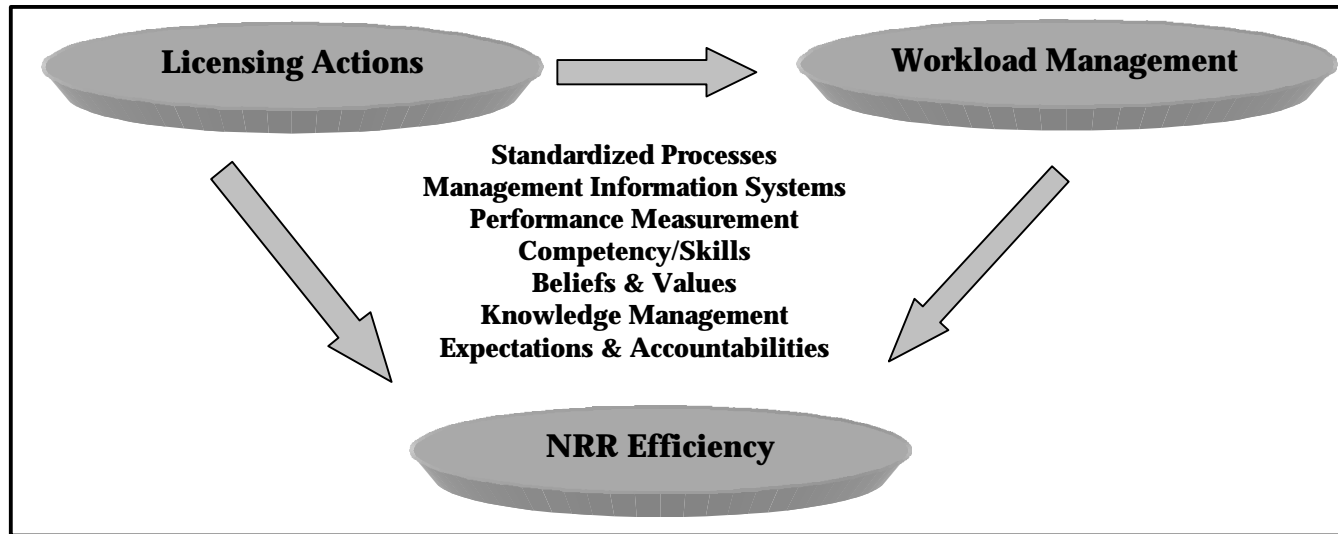 Licensing Actions
Workload Management
Standardized Processes
Management Information Systems
Performance Measurement
Competency/Skills
Beliefs & Values
Knowledge Management
Expectations & Accountabilities
NRR Efficiency